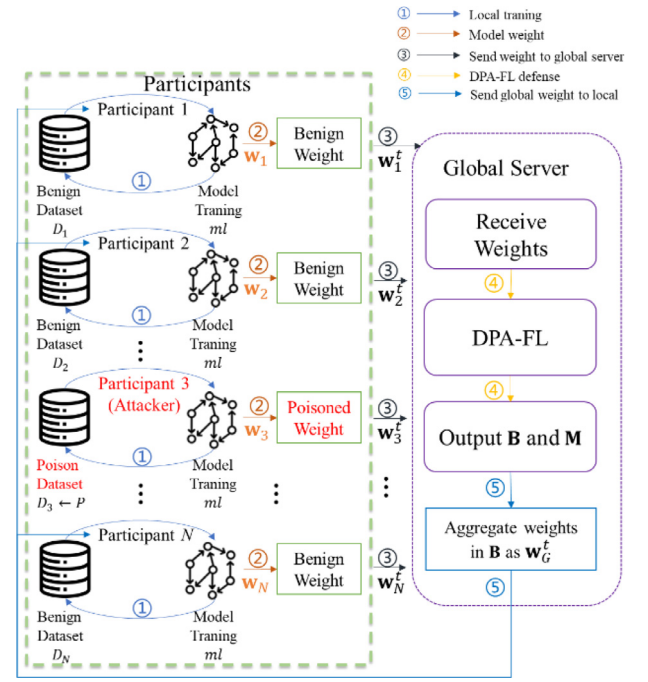 ① Local traning
② Model weight
③ Send weight to global server
④ DPA-FL defense
⑤ Send global weight to local
Participants
Participant 1
Benign
Dataset
D₁
①
Model
Traning
ml
②
w₁
Benign
Weight
③
w₁ᵗ
Participant 2
Benign
Dataset
D₂
①
Model
Traning
ml
②
w₂
Benign
Weight
③
w₂ᵗ
⋮
Participant 3
(Attacker)
Poison
Dataset
D₃ ← P
①
Model
Traning
ml
②
w₃
Poisoned
Weight
③
w₃ᵗ
⋮ ⋮ ⋮
Participant N
Benign
Dataset
D_N
①
Model
Traning
ml
②
w_N
Benign
Weight
③
w_Nᵗ
Global Server
Receive
Weights
④
DPA-FL
④
Output B and M
⑤
Aggregate weights
in B as w_Gᵗ
⑤